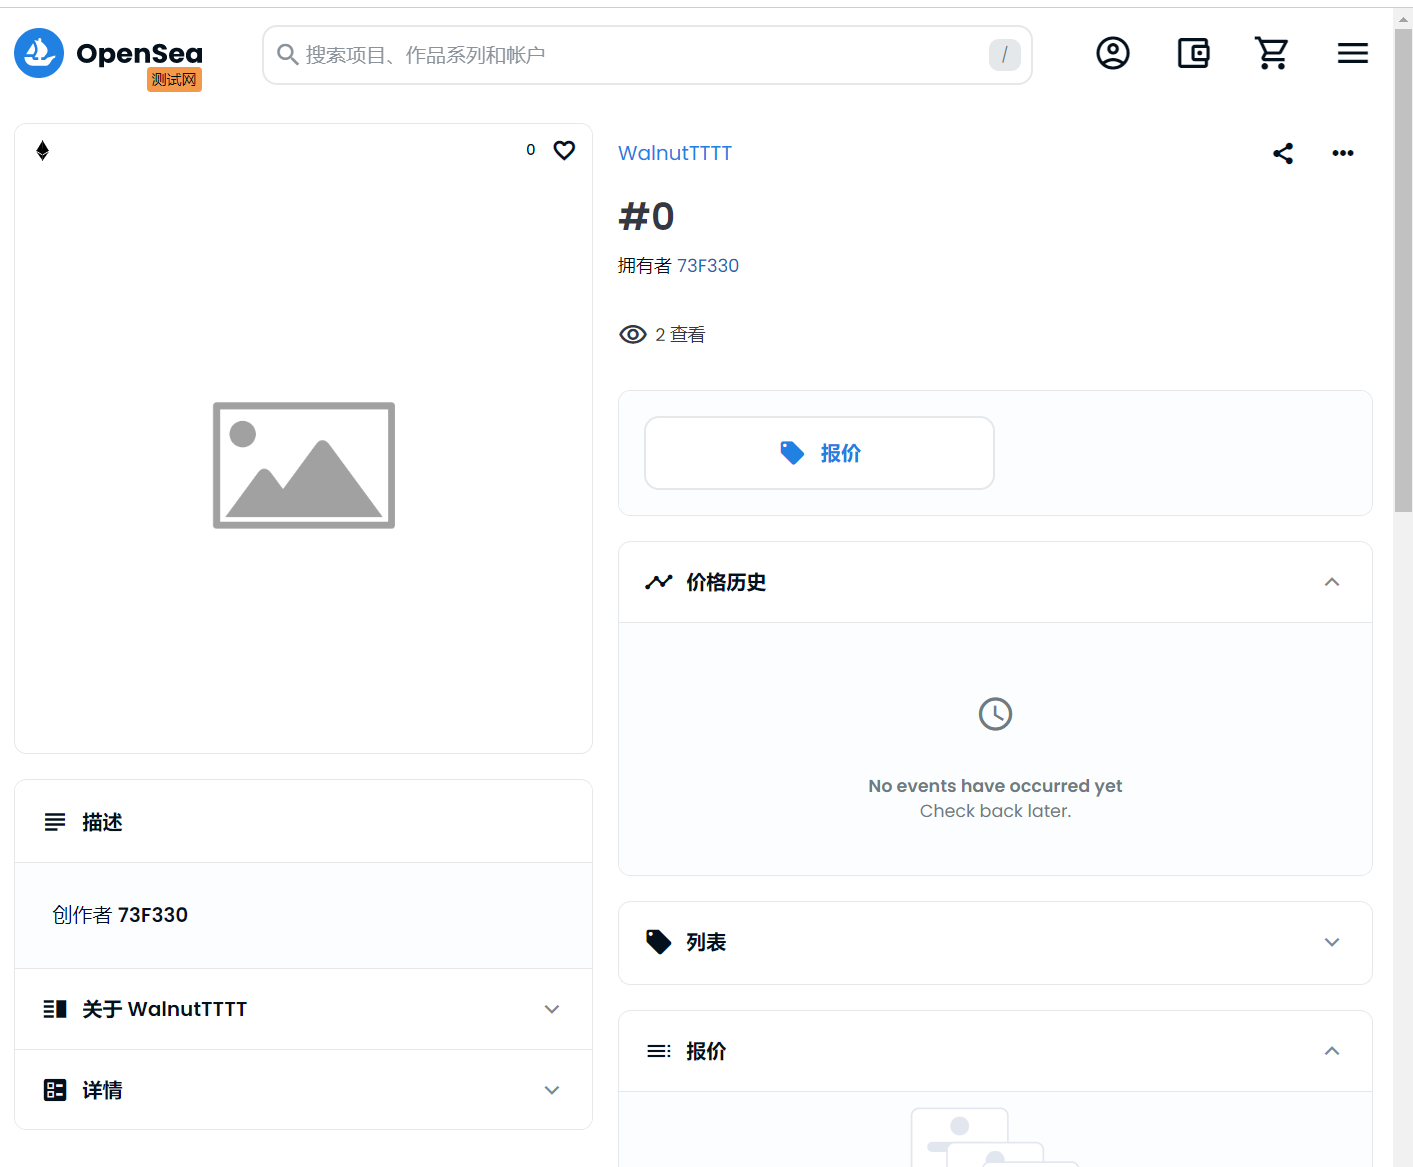 OpenSea
测试网
搜索项目、作品系列和帐户
/
0
WalnutTTTT
#0
拥有者 73F330
2 查看
报价
价格历史
No events have occurred yet
Check back later.
描述
创作者 73F330
关于 WalnutTTTT
详情
列表
报价